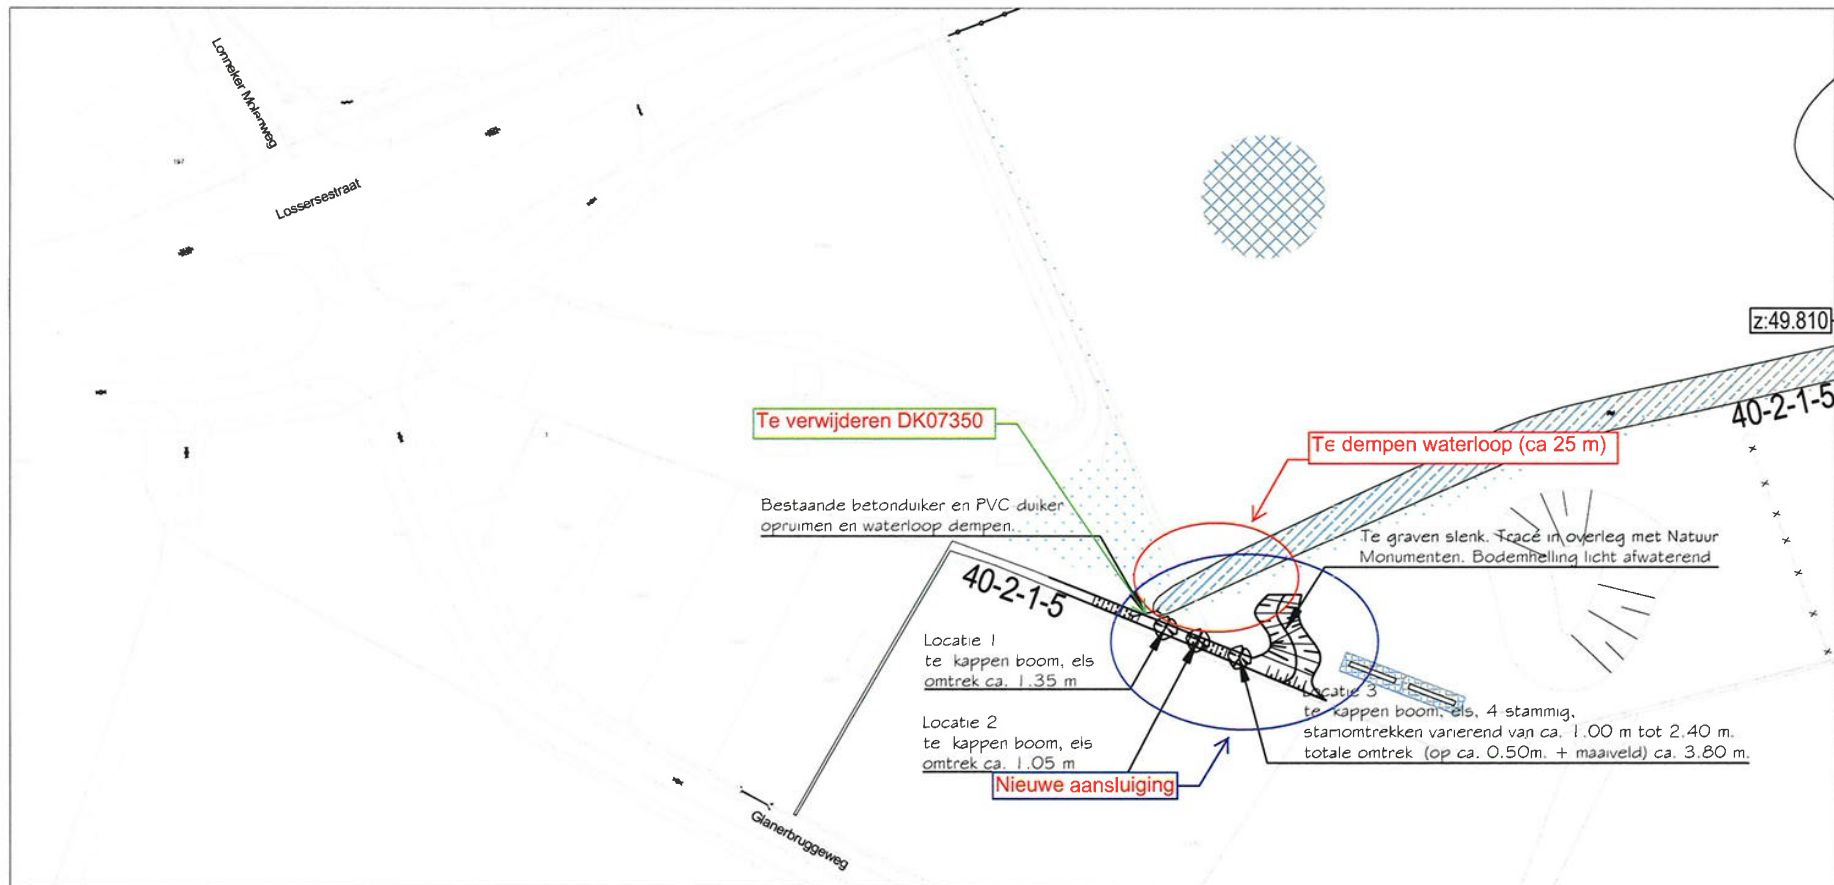 Lonneker Molenweg
197
Lossersestraat
z:49.810
40-2-1-5
Te verwijderen DK07350
Te dempen waterloop (ca 25 m)
Bestaande betonduiker en PVC duiker
opruimen en waterloop dempen.
Te graven slenk. Tracé in overleg met Natuur
Monumenten. Bodemhelling licht afwaterend
40-2-1-5
Locatie 1
te kappen boom, els
omtrek ca. 1.35 m
Locatie 2
te kappen boom, els
omtrek ca. 1.05 m
Locatie 3
te kappen boom, els, 4 stammig,
stamomtrekken varierend van ca. 1.00 m tot 2.40 m.
totale omtrek (op ca. 0.50m. + maaiveld) ca. 3.80 m.
Nieuwe aansluiging
Glanerbruggeweg